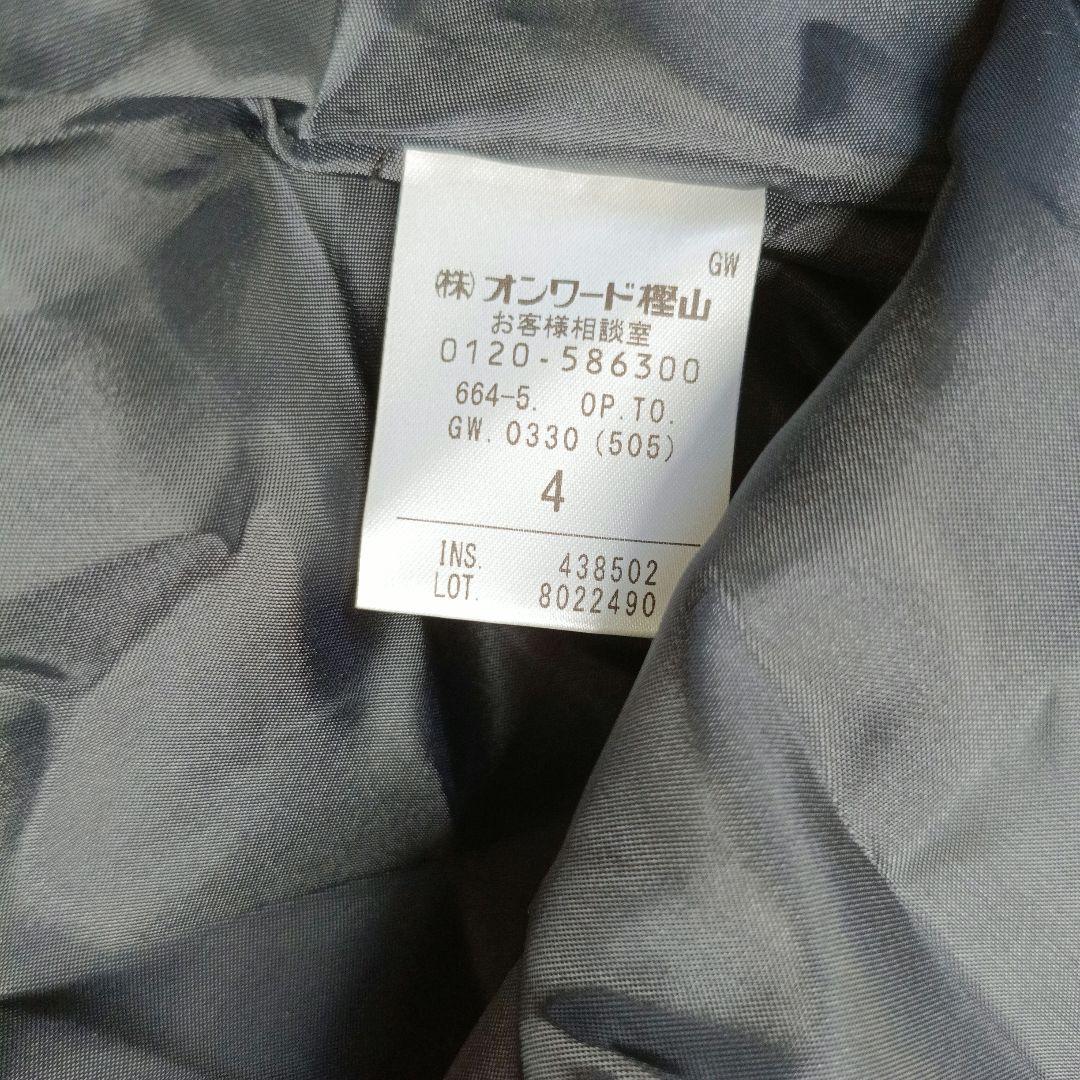 GW
㈱オンワード樫山
お客様相談室
0120-586300
664-5. OP.TO.
GW. 0330 (505)
4
INS. 438502
LOT. 8022490